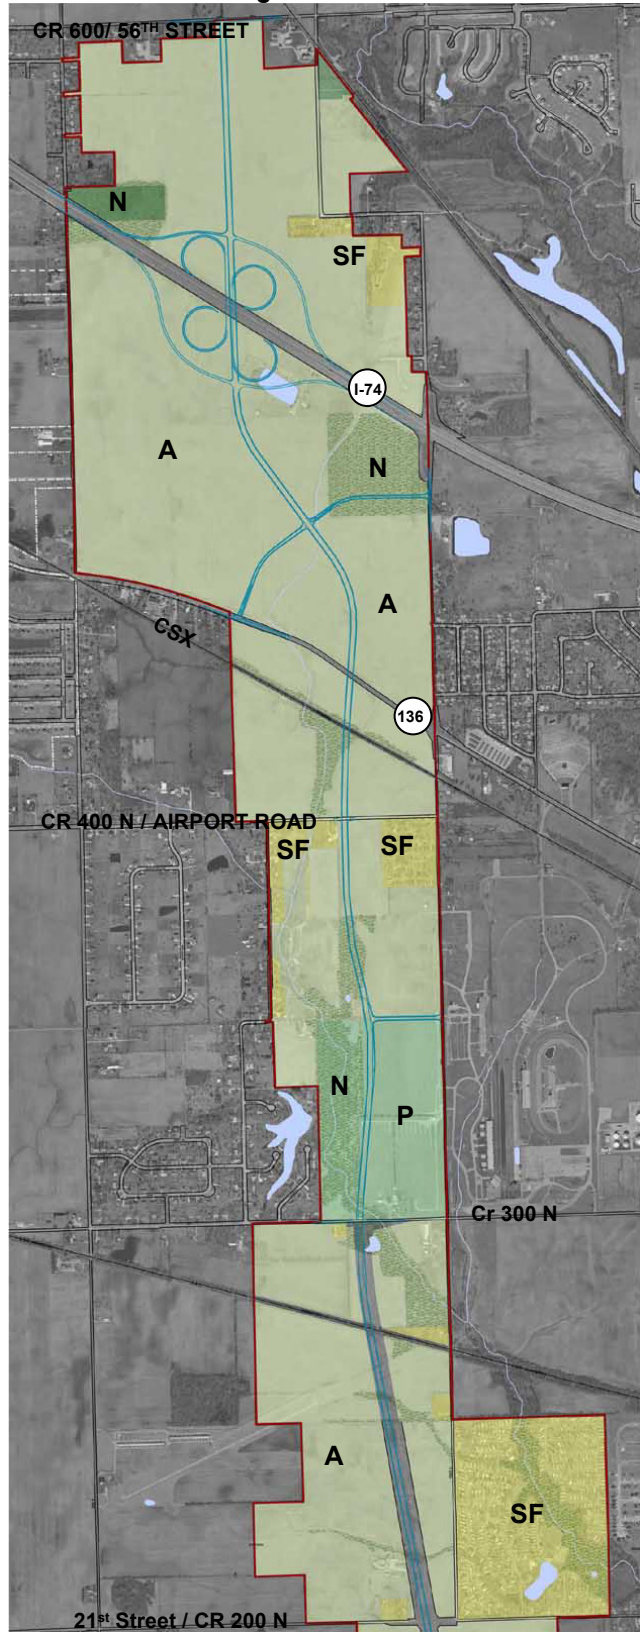 CR 600/ 56TH STREET
N
SF
I-74
A
N
A
CSX
136
CR 400 N / AIRPORT ROAD
SF
SF
N
P
Cr 300 N
A
SF
21st Street / CR 200 N